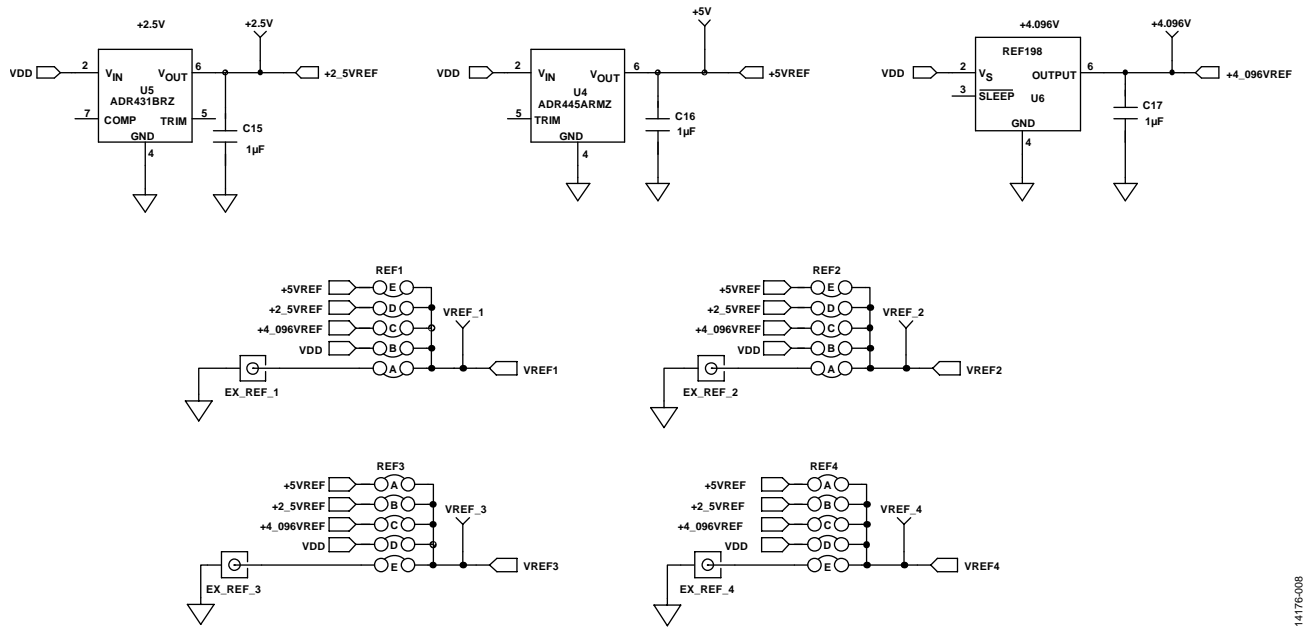 +2.5V
+2.5V
VDD
2
VIN
VOUT
6
+2_5VREF
U5
ADR431BRZ
7
COMP
TRIM
5
GND
4
C15
1µF
+5V
VDD
2
VIN
VOUT
6
+5VREF
U4
ADR445ARMZ
5
TRIM
GND
4
C16
1µF
+4.096V
+4.096V
REF198
VDD
2
VS
OUTPUT
6
+4_096VREF
3
SLEEP
U6
GND
4
C17
1µF
REF1
+5VREF
E
+2_5VREF
D
VREF_1
+4_096VREF
C
VDD
B
A
VREF1
EX_REF_1
REF2
+5VREF
E
+2_5VREF
D
VREF_2
+4_096VREF
C
VDD
B
A
VREF2
EX_REF_2
REF3
+5VREF
A
+2_5VREF
B
VREF_3
+4_096VREF
C
VDD
D
E
VREF3
EX_REF_3
REF4
+5VREF
A
+2_5VREF
B
VREF_4
+4_096VREF
C
VDD
D
E
VREF4
EX_REF_4
14176-008